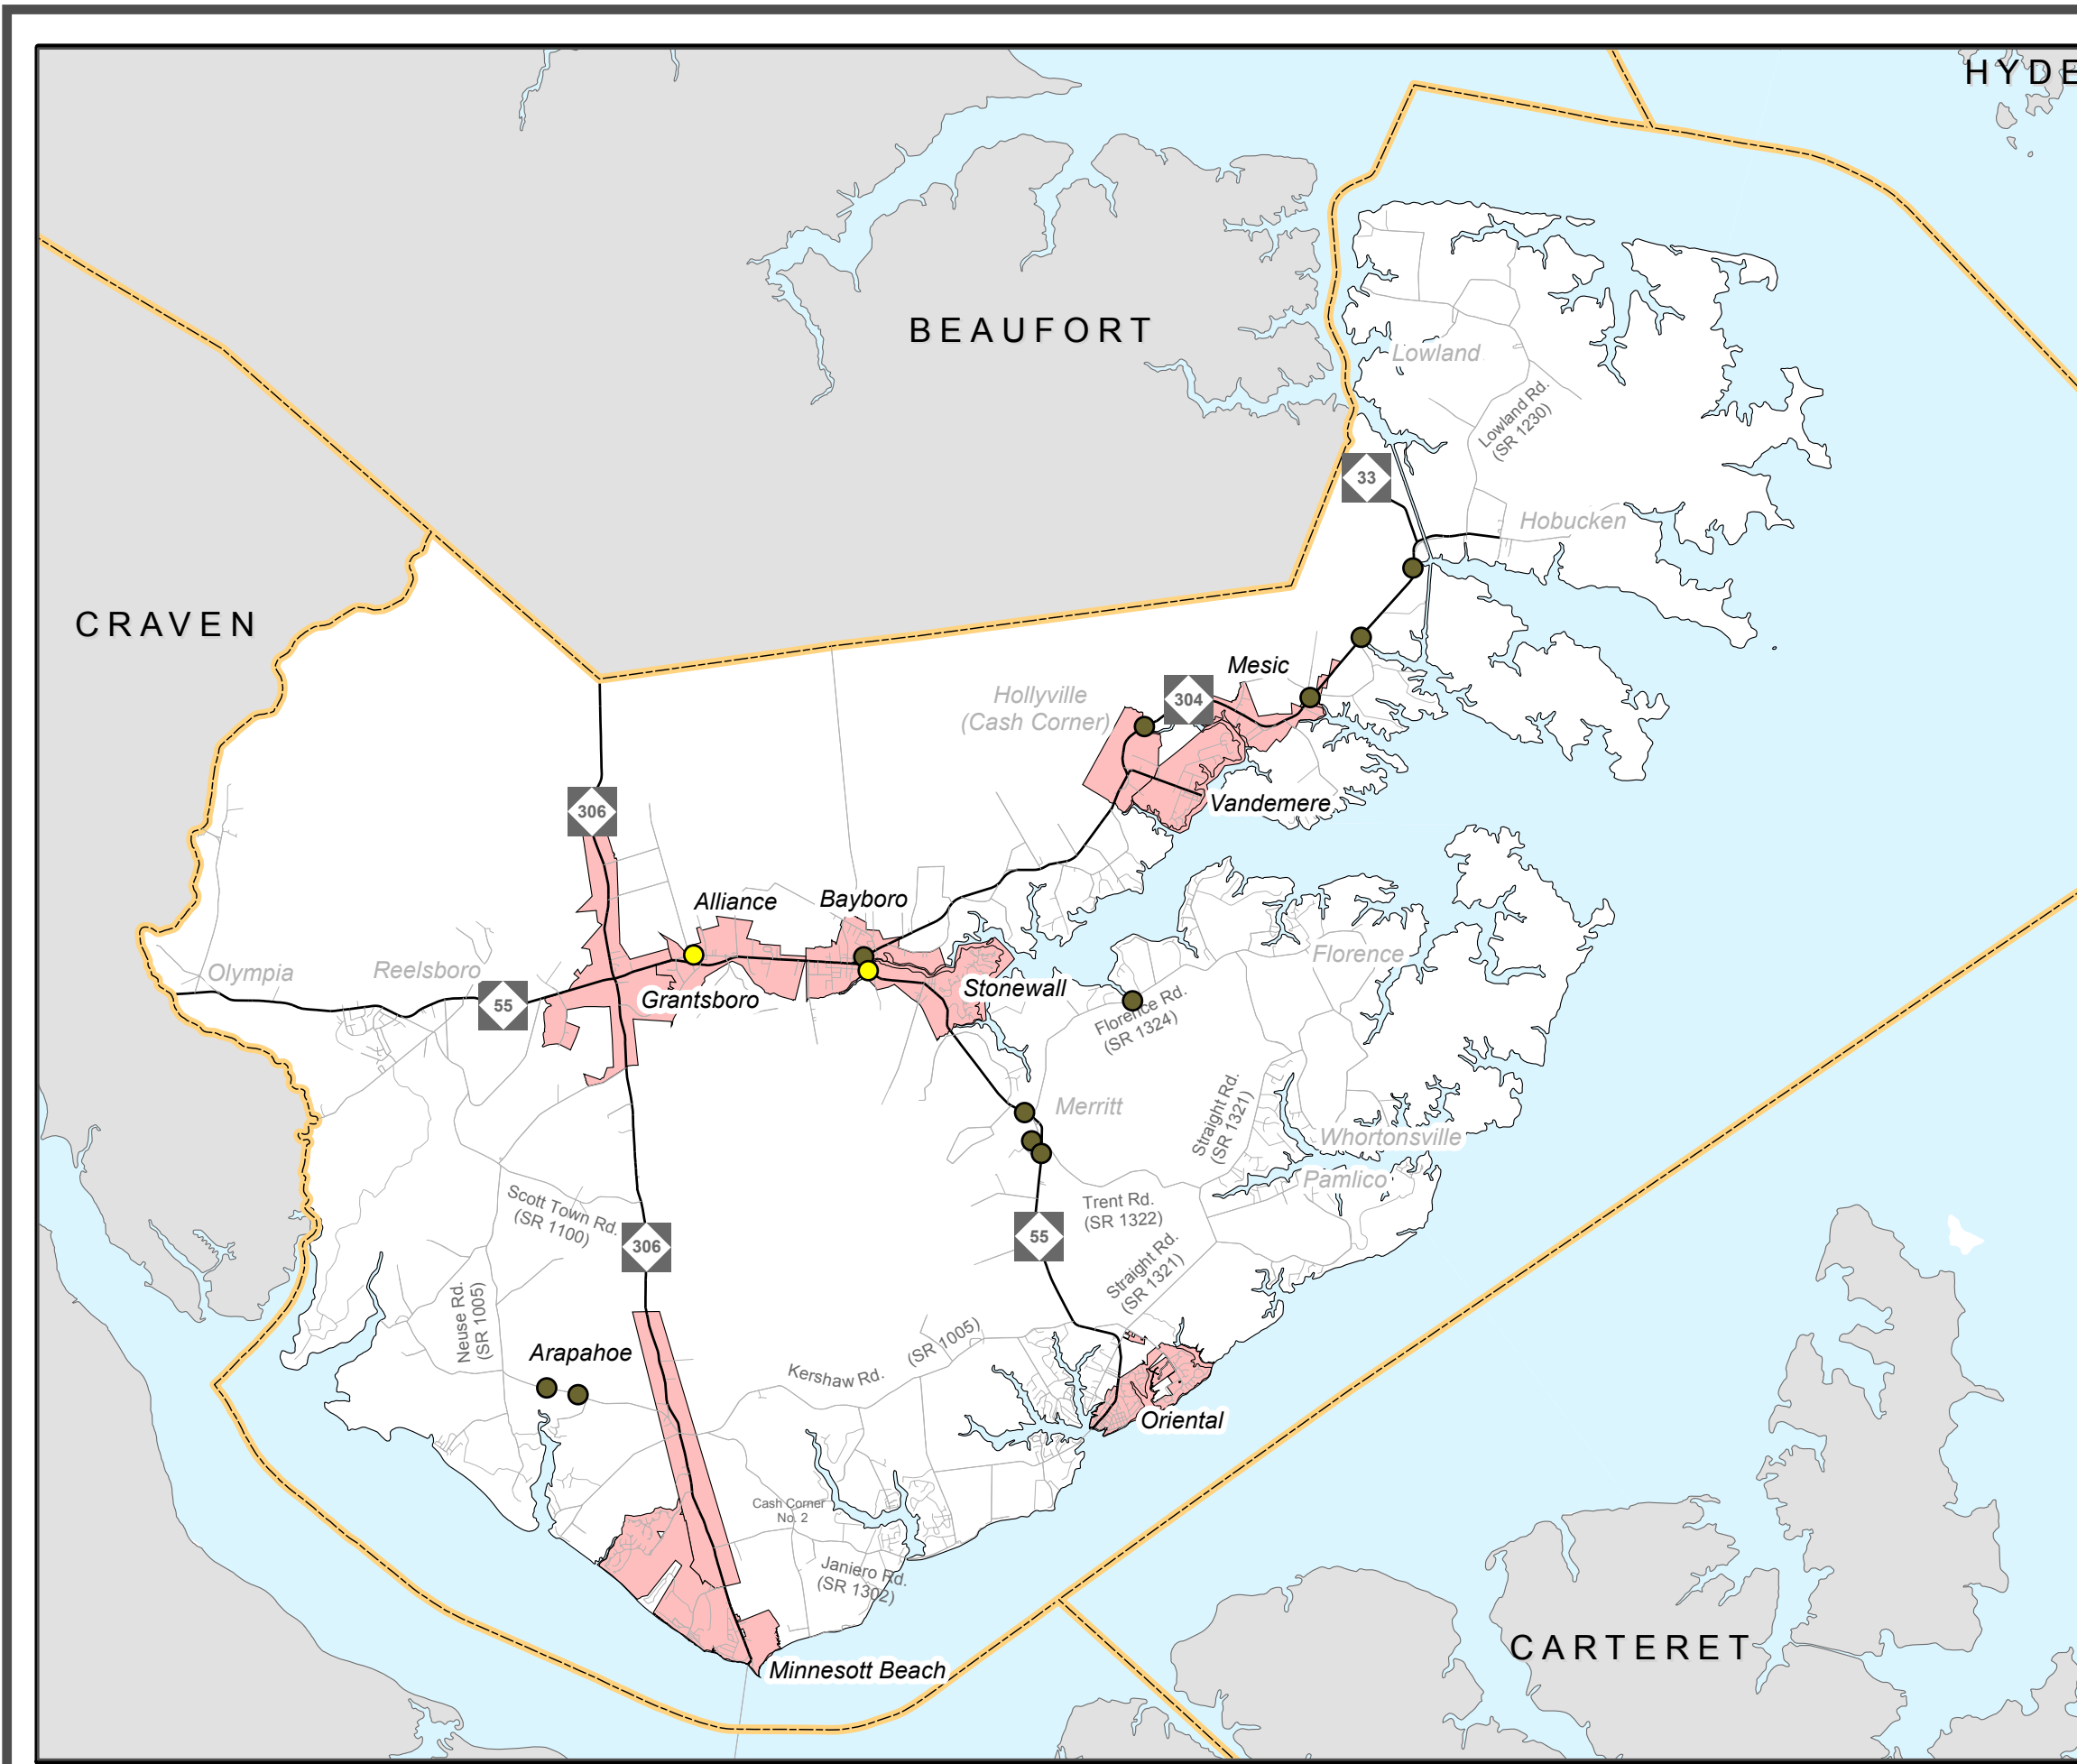 HYDE
BEAUFORT
Lowland
Lowland Rd.
(SR 1230)
33
Hobucken
CRAVEN
Mesic
Hollyville
(Cash Corner)
304
Vandemere
306
Alliance
Bayboro
Olympia
Reelsboro
55
Grantsboro
Stonewall
Florence
Florence Rd.
(SR 1324)
Merritt
Straight Rd.
(SR 1321)
Whortonsville
Pamlico
Scott Town Rd.
(SR 1100)
306
Trent Rd.
(SR 1322)
55
Straight Rd.
(SR 1321)
Neuse Rd.
(SR 1005)
Arapahoe
Kershaw Rd.
(SR 1005)
Oriental
Cash Corner
No. 2
Janiero Rd.
(SR 1302)
Minnesott Beach
CARTERET